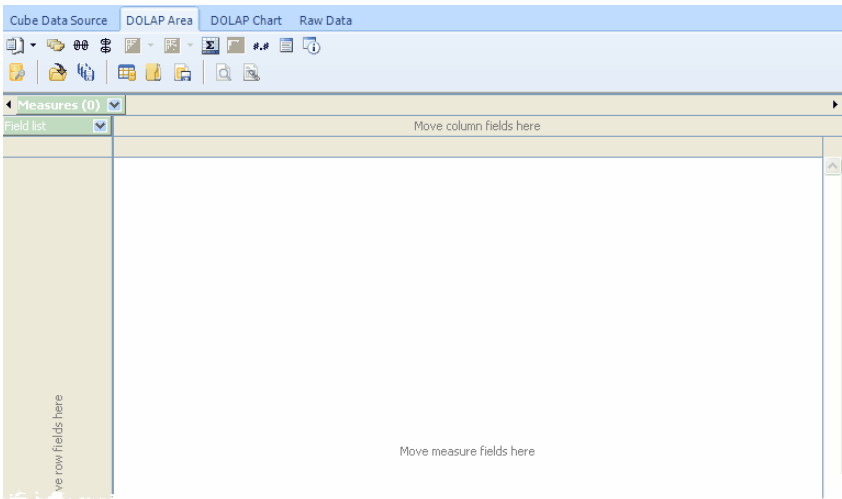 Cube Data Source DOLAP Area DOLAP Chart Raw Data
Measures (0)
Field list
Move column fields here
row fields here
Move measure fields here